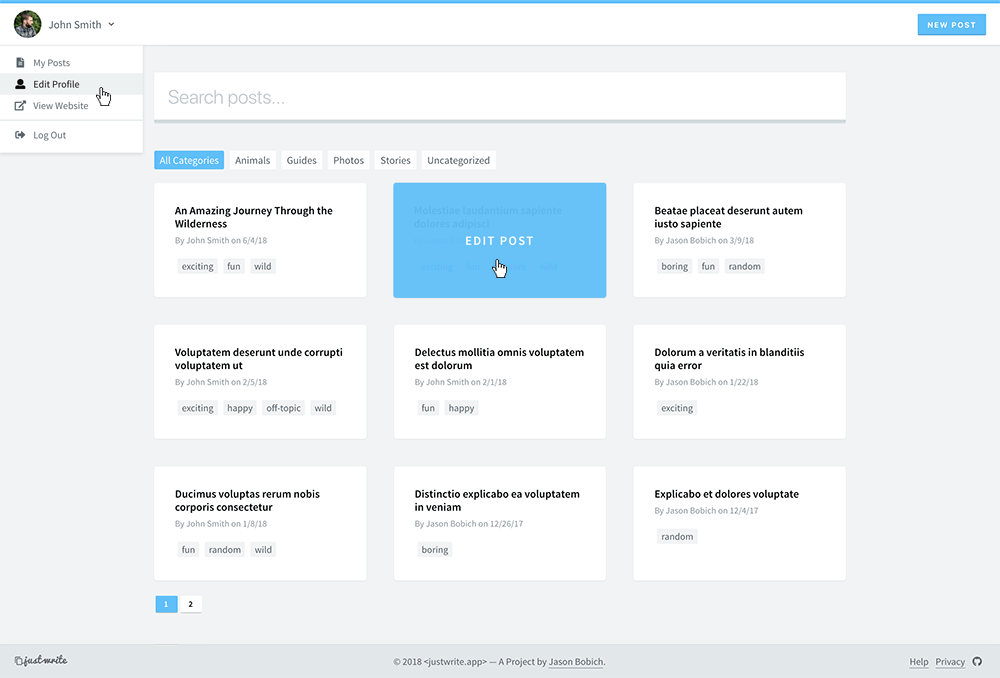 John Smith
NEW POST
My Posts
Edit Profile
View Website
Log Out
Search posts...
All Categories Animals Guides Photos Stories Uncategorized
An Amazing Journey Through the
Wilderness
By John Smith on 6/4/18
exciting fun wild
Molestiae laudantium sapiente
dolores adipisci
EDIT POST
Beatae placeat deserunt autem
iusto sapiente
By Jason Bobich on 3/9/18
boring fun random
Voluptatem deserunt unde corrupti
voluptatem ut
By John Smith on 2/5/18
exciting happy off-topic wild
Delectus mollitia omnis voluptatem
est dolorum
By John Smith on 2/1/18
fun happy
Dolorum a veritatis in blanditiis
quia error
By Jason Bobich on 1/22/18
exciting
Ducimus voluptas rerum nobis
corporis consectetur
By John Smith on 1/8/18
fun random wild
Distinctio explicabo ea voluptatem
in veniam
By Jason Bobich on 12/26/17
boring
Explicabo et dolores voluptate
By Jason Bobich on 12/4/17
random
1 2
justwrite
© 2018 <justwrite.app> — A Project by Jason Bobich.
Help Privacy